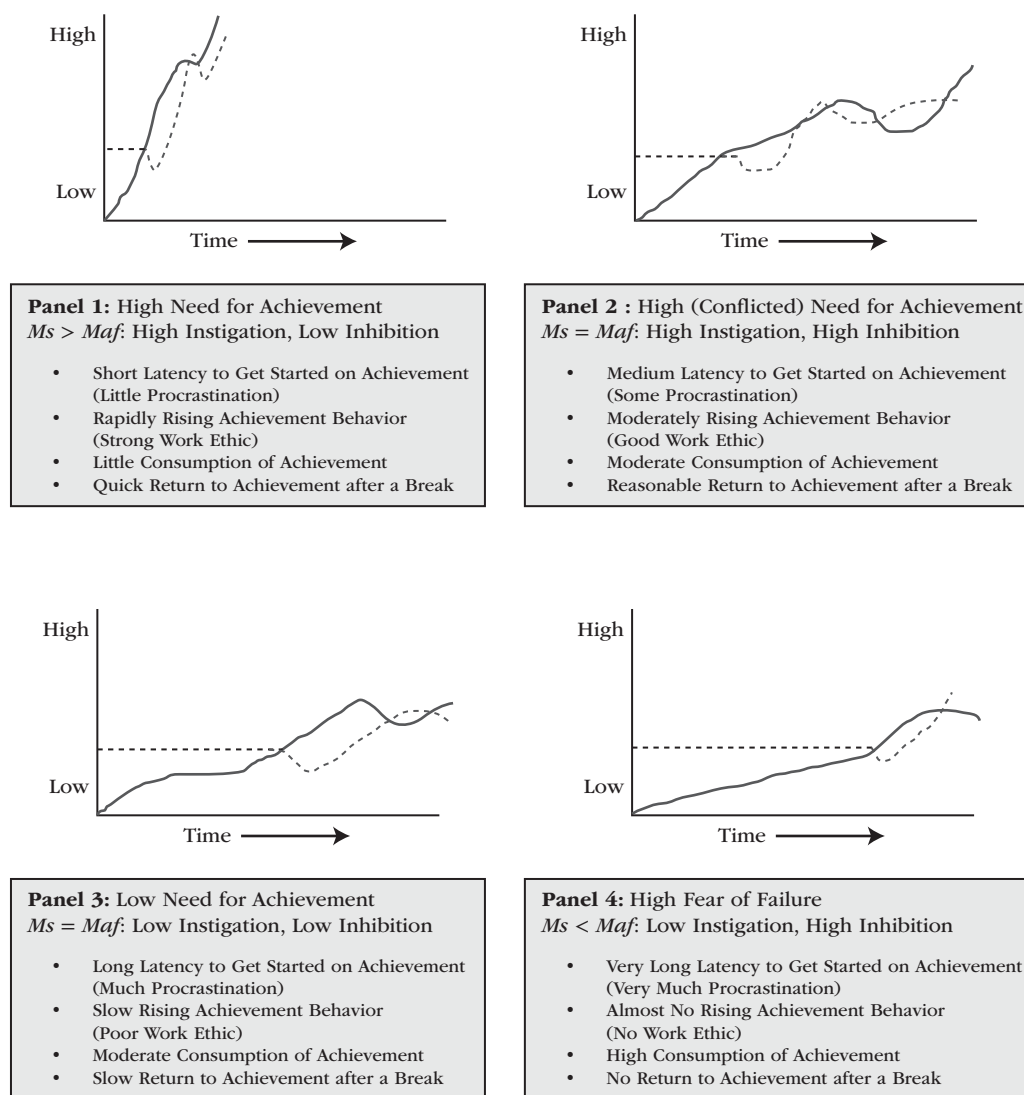 High
Low
Time
High
Low
Time
Panel 1: High Need for Achievement
Ms > Maf: High Instigation, Low Inhibition
• Short Latency to Get Started on Achievement
(Little Procrastination)
• Rapidly Rising Achievement Behavior
(Strong Work Ethic)
• Little Consumption of Achievement
• Quick Return to Achievement after a Break
Panel 2 : High (Conflicted) Need for Achievement
Ms = Maf: High Instigation, High Inhibition
• Medium Latency to Get Started on Achievement
(Some Procrastination)
• Moderately Rising Achievement Behavior
(Good Work Ethic)
• Moderate Consumption of Achievement
• Reasonable Return to Achievement after a Break
High
Low
Time
High
Low
Time
Panel 3: Low Need for Achievement
Ms = Maf: Low Instigation, Low Inhibition
• Long Latency to Get Started on Achievement
(Much Procrastination)
• Slow Rising Achievement Behavior
(Poor Work Ethic)
• Moderate Consumption of Achievement
• Slow Return to Achievement after a Break
Panel 4: High Fear of Failure
Ms < Maf: Low Instigation, High Inhibition
• Very Long Latency to Get Started on Achievement
(Very Much Procrastination)
• Almost No Rising Achievement Behavior
(No Work Ethic)
• High Consumption of Achievement
• No Return to Achievement after a Break